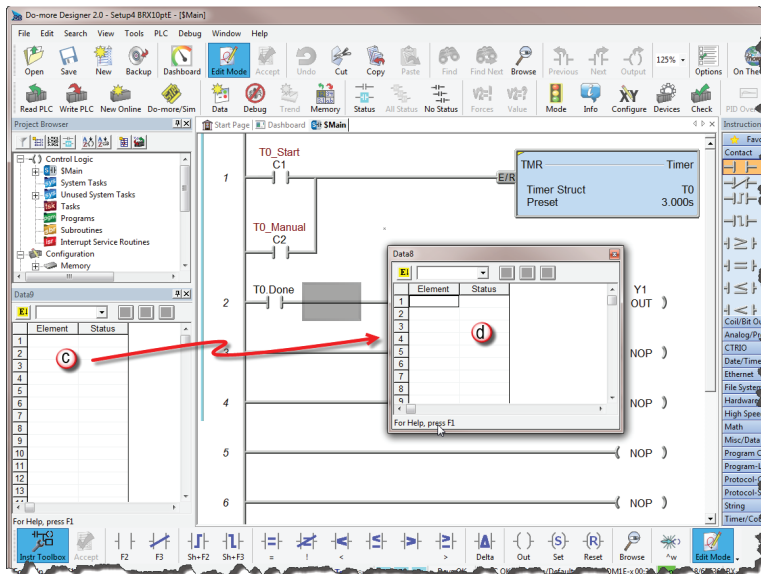 Do-more Designer 2.0 - Setup4 BRX10ptE - [$Main]
File Edit Search View Tools PLC Debug Window Help
Open Save New Backup Dashboard Edit Mode Accept Undo Cut Copy Paste Find Find Next Browse Previous Next Output 125% Options On The
Read PLC Write PLC New Online Do-more/Sim Data Debug Trend Memory Status All Status No Status Forces Value Mode Info Configure Devices Check PID Over
Project Browser
Start Page Dashboard $Main
Instruction
Favo
Control Logic
$Main
System Tasks
Unused System Tasks
Tasks
Programs
Subroutines
Interrupt Service Routines
Configuration
Memory
Data9
Element Status
1
2
3
4
5
6
7
8
9
10
11
12
13
For Help, press F1
c
T0_Start
C1
1
E/R
TMR Timer
Timer Struct T0
Preset 3.000s
T0_Manual
C2
2
T0.Done
Y1
OUT
3
NOP
4
NOP
5
NOP
6
NOP
Data8
Element Status
1
2
3
4
5
6
7
8
9
d
For Help, press F1
Contact
Coil/Bit Ou
Analog/Pr
CTRIO
Date/Time
Ethernet
File System
Hardware
High Spee
Math
Misc/Data
Program C
Program-L
Protocol-C
Protocol-S
String
Timer/Co
Instr Toolbox Accept F2 F3 Sh+F2 Sh+F3 = ! < ≤ > ≥ Delta Out Set Reset Browse ^w Edit Mode